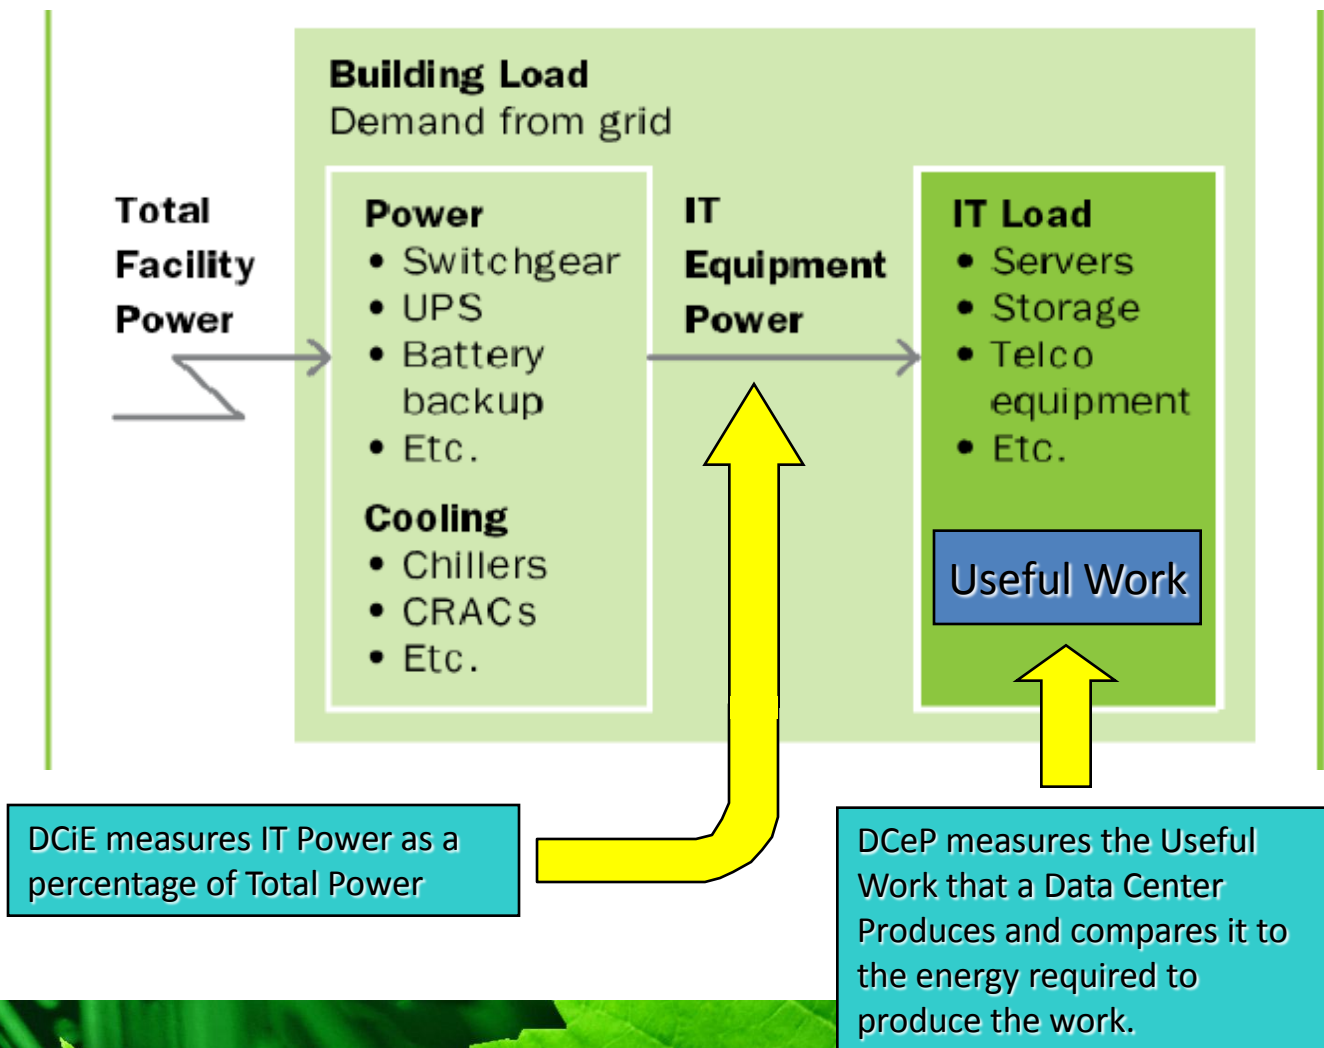 Building Load
Demand from grid
Total
Facility
Power
Power
• Switchgear
• UPS
• Battery
backup
• Etc.
Cooling
• Chillers
• CRACs
• Etc.
IT
Equipment
Power
IT Load
• Servers
• Storage
• Telco
equipment
• Etc.
Useful Work
DCiE measures IT Power as a
percentage of Total Power
DCeP measures the Useful
Work that a Data Center
Produces and compares it to
the energy required to
produce the work.